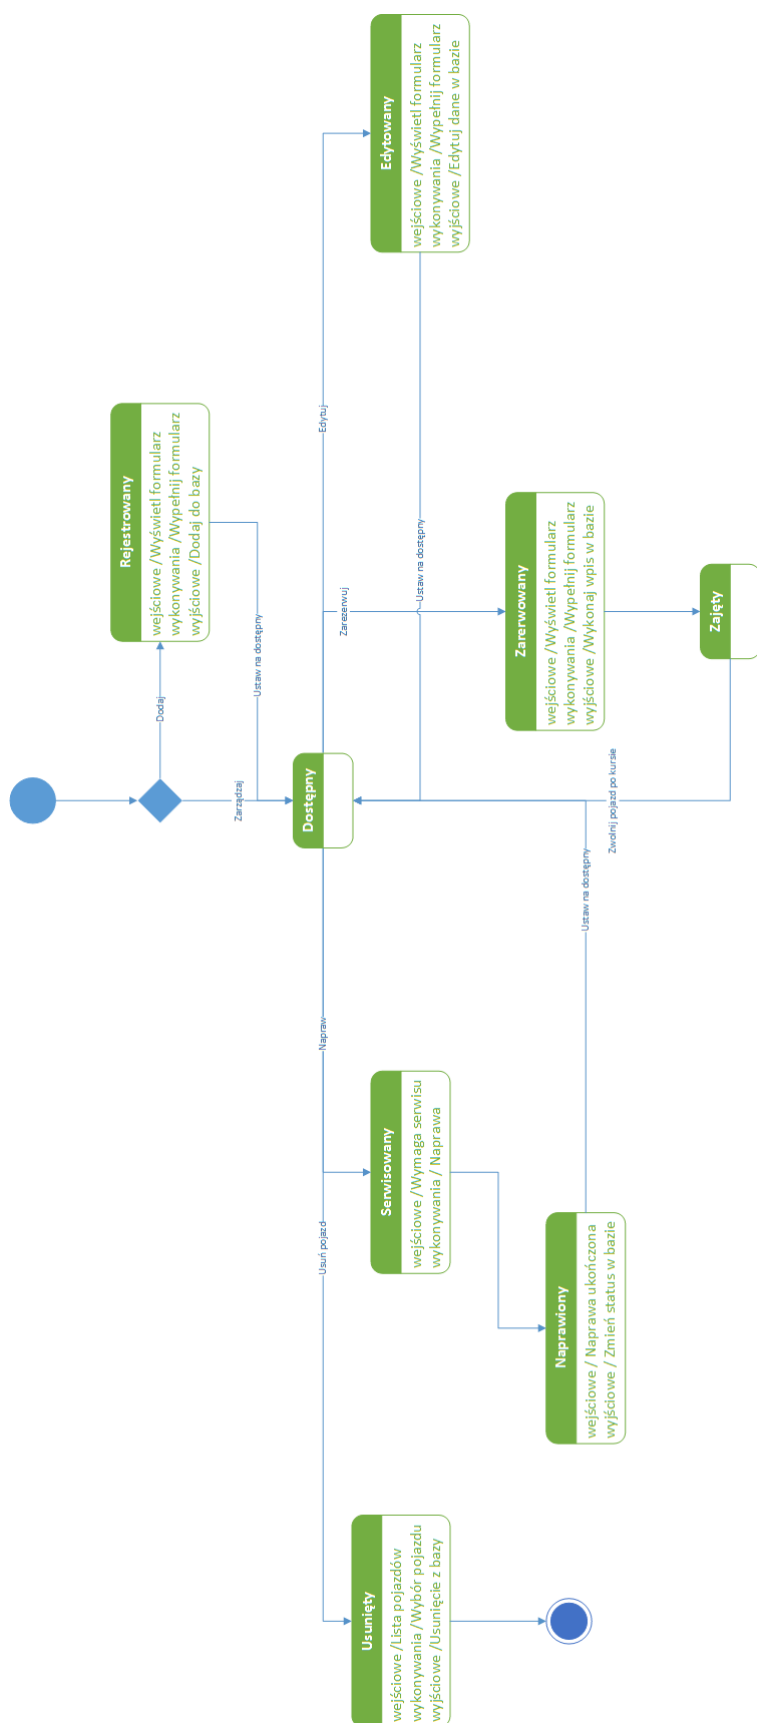 Rejestrowany
wejściowe /Wyświetl formularz
wykonywania /Wypełnij formularz
wyjściowe /Dodaj do bazy
Dodaj
Zarządzaj
Ustaw na dostępny
Dostępny
Edytuj
Edytowany
wejściowe /Wyświetl formularz
wykonywania /Wypełnij formularz
wyjściowe /Edytuj dane w bazie
Ustaw na dostępny
Zarezerwuj
Zarerwowany
wejściowe /Wyświetl formularz
wykonywania /Wypełnij formularz
wyjściowe /Wykonaj wpis w bazie
Zajęty
Zwolnij pojazd po kursie
Napraw
Serwisowany
wejściowe /Wymaga serwisu
wykonywania / Naprawa
Naprawiony
wejściowe / Naprawa ukończona
wyjściowe / Zmień status w bazie
Ustaw na dostępny
Usuń pojazd
Usunięty
wejściowe /Lista pojazdów
wykonywania /Wybór pojazdu
wyjściowe /Usunięcie z bazy